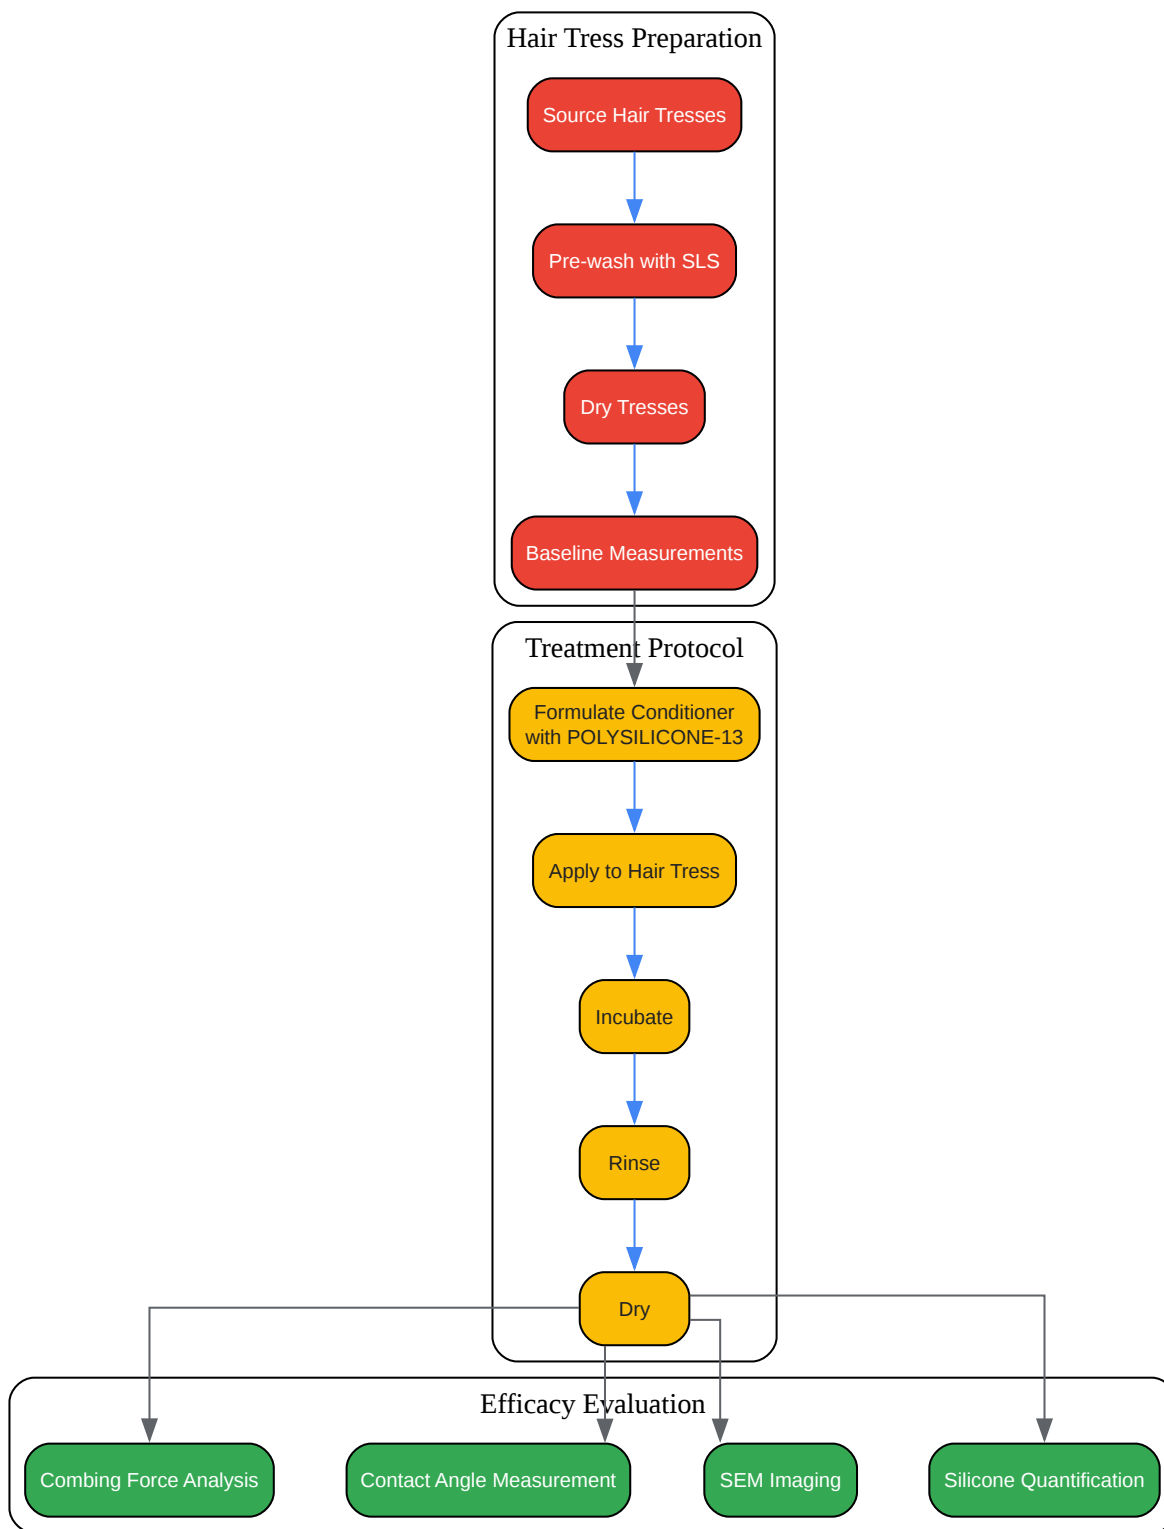 Hair Tress Preparation
Source Hair Tresses
Pre-wash with SLS
Dry Tresses
Baseline Measurements
Treatment Protocol
Formulate Conditioner
with POLYSILICONE-13
Apply to Hair Tress
Incubate
Rinse
Dry
Efficacy Evaluation
Combing Force Analysis
Contact Angle Measurement
SEM Imaging
Silicone Quantification